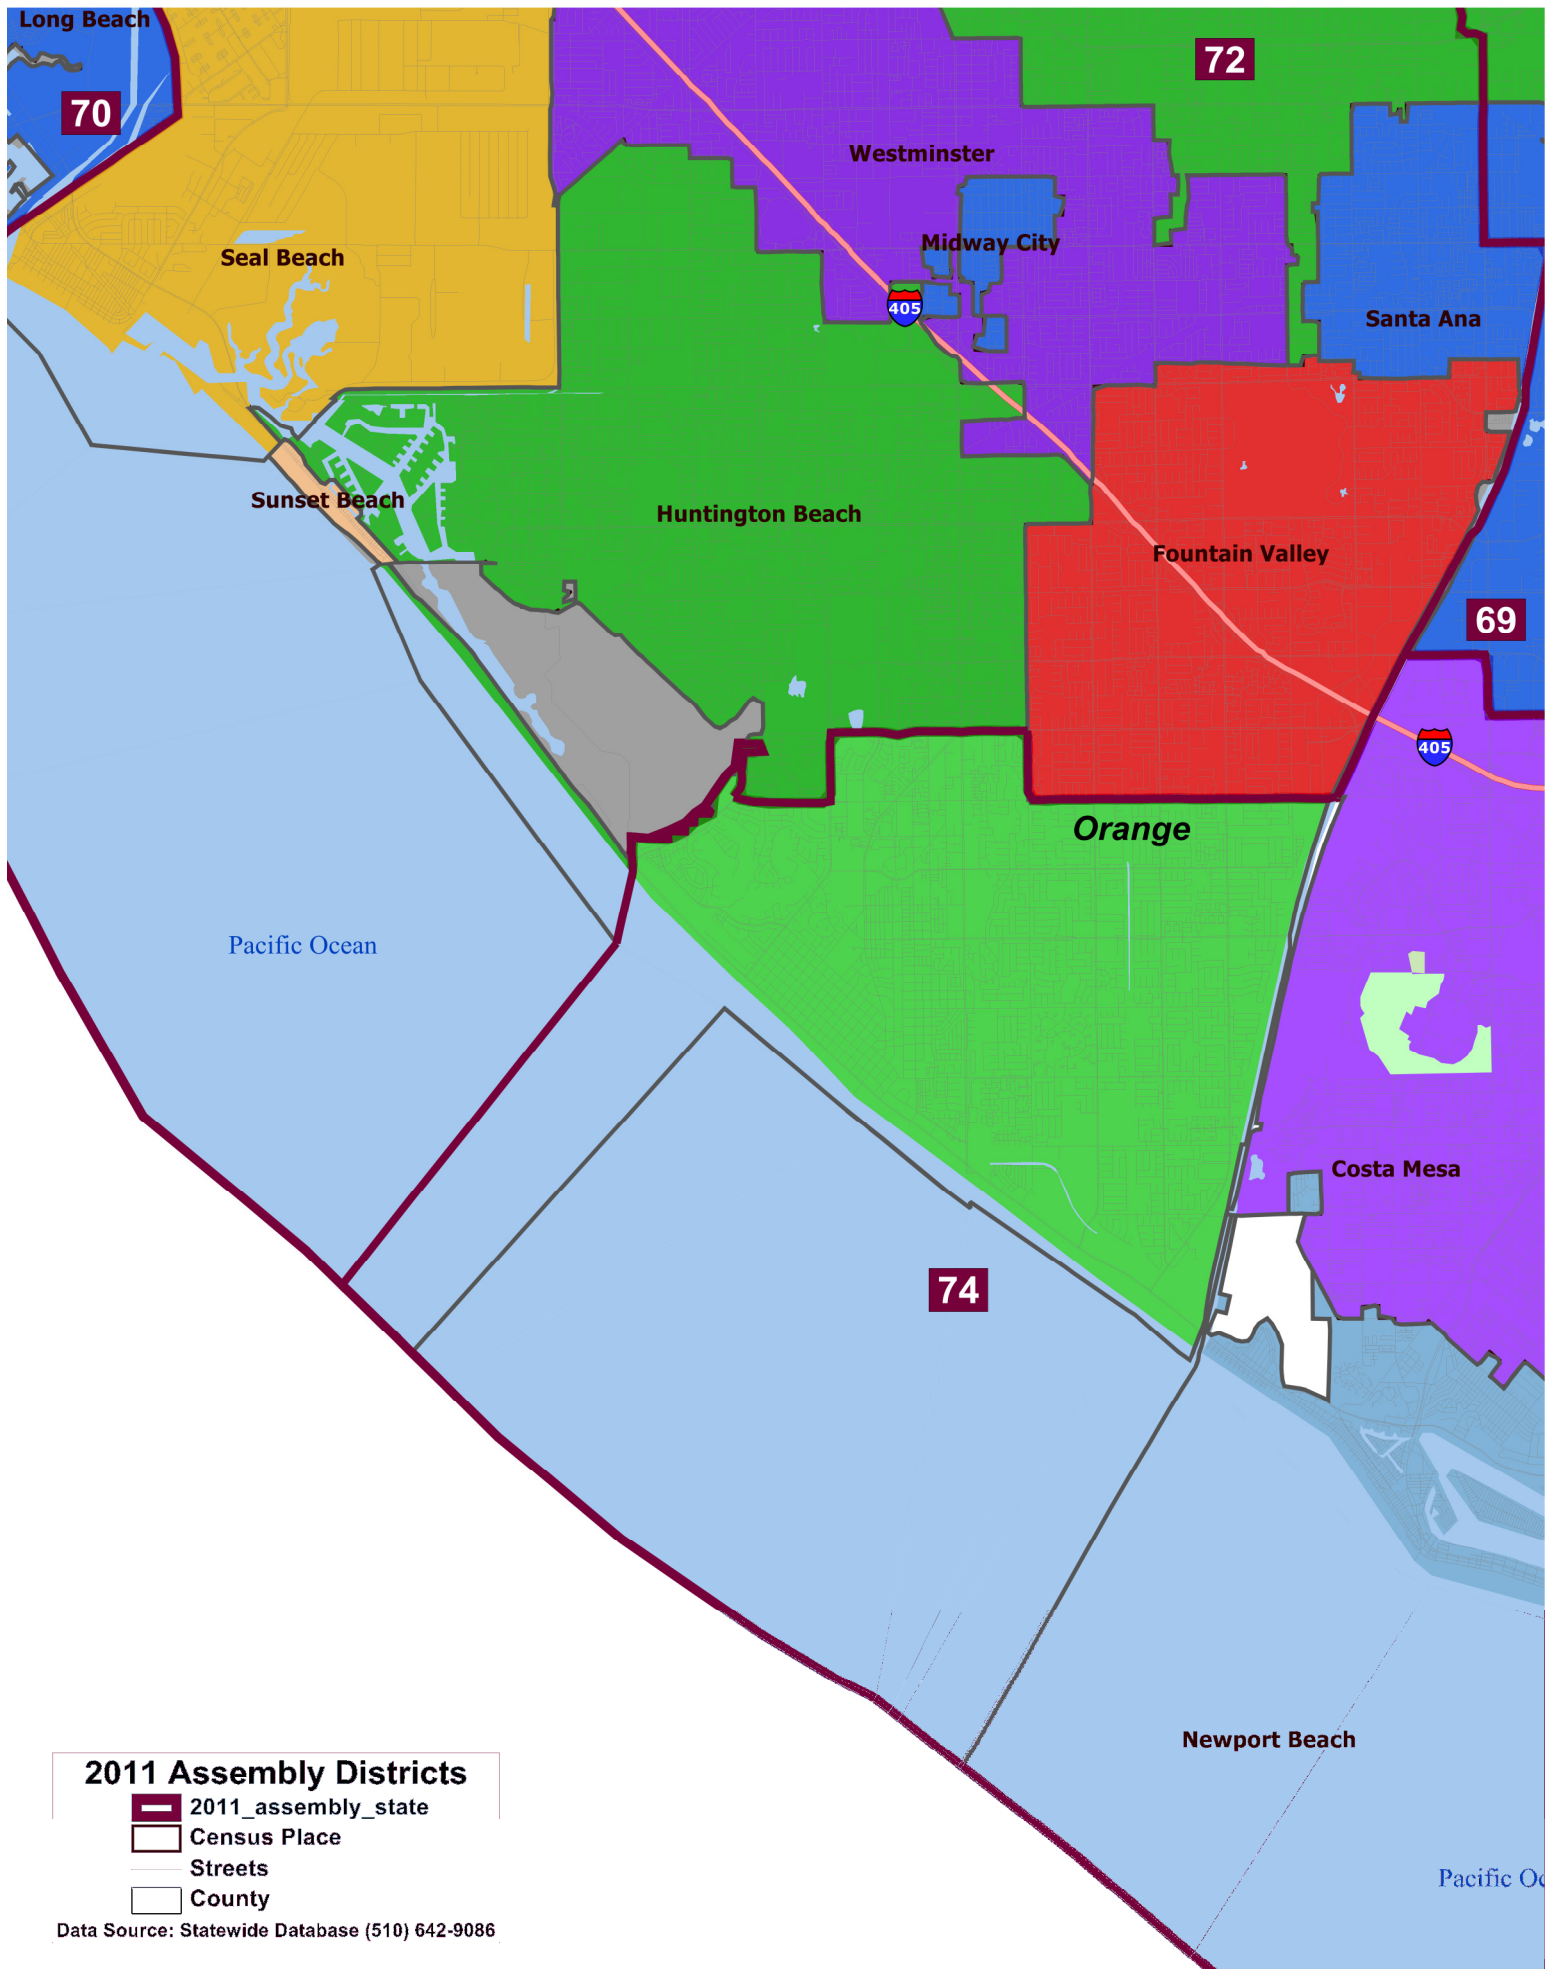 Long Beach
72
70
Westminster
Midway City
Seal Beach
405
Santa Ana
Sunset Beach
Huntington Beach
Fountain Valley
69
405
Orange
Pacific Ocean
Costa Mesa
74
Newport Beach
2011 Assembly Districts
2011_assembly_state
Census Place
Streets
Pacific Oc
County
Data Source: Statewide Database (510) 642-9086